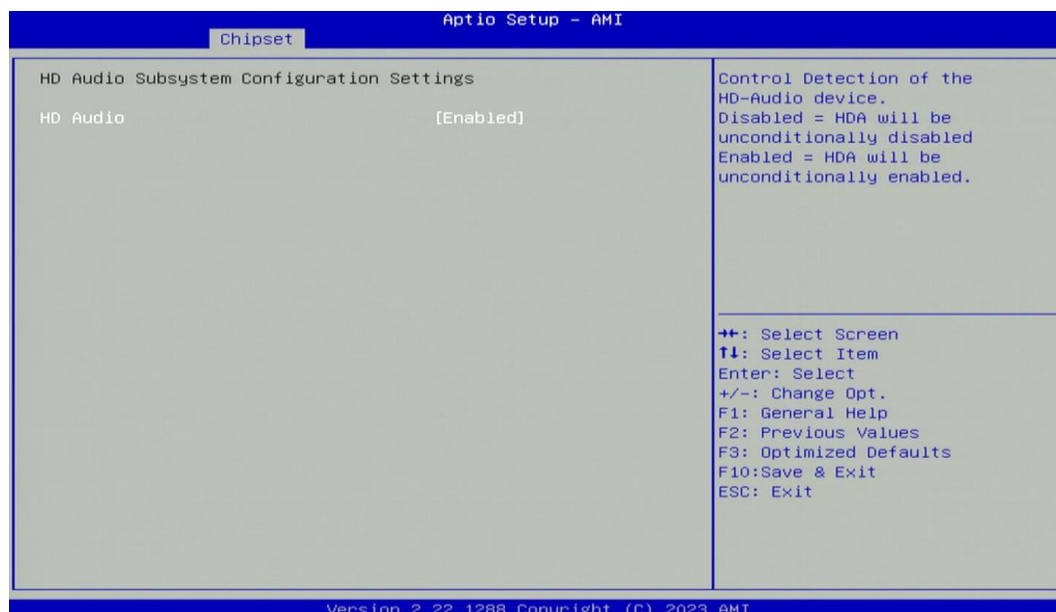 Aptio Setup – AMI
Chipset
HD Audio Subsystem Configuration Settings
HD Audio [Enabled]
Control Detection of the
HD-Audio device.
Disabled = HDA will be
unconditionally disabled
Enabled = HDA will be
unconditionally enabled.
→←: Select Screen
↑↓: Select Item
Enter: Select
+/-: Change Opt.
F1: General Help
F2: Previous Values
F3: Optimized Defaults
F10:Save & Exit
ESC: Exit
Version 2.22.1288 Copyright (C) 2023 AMI